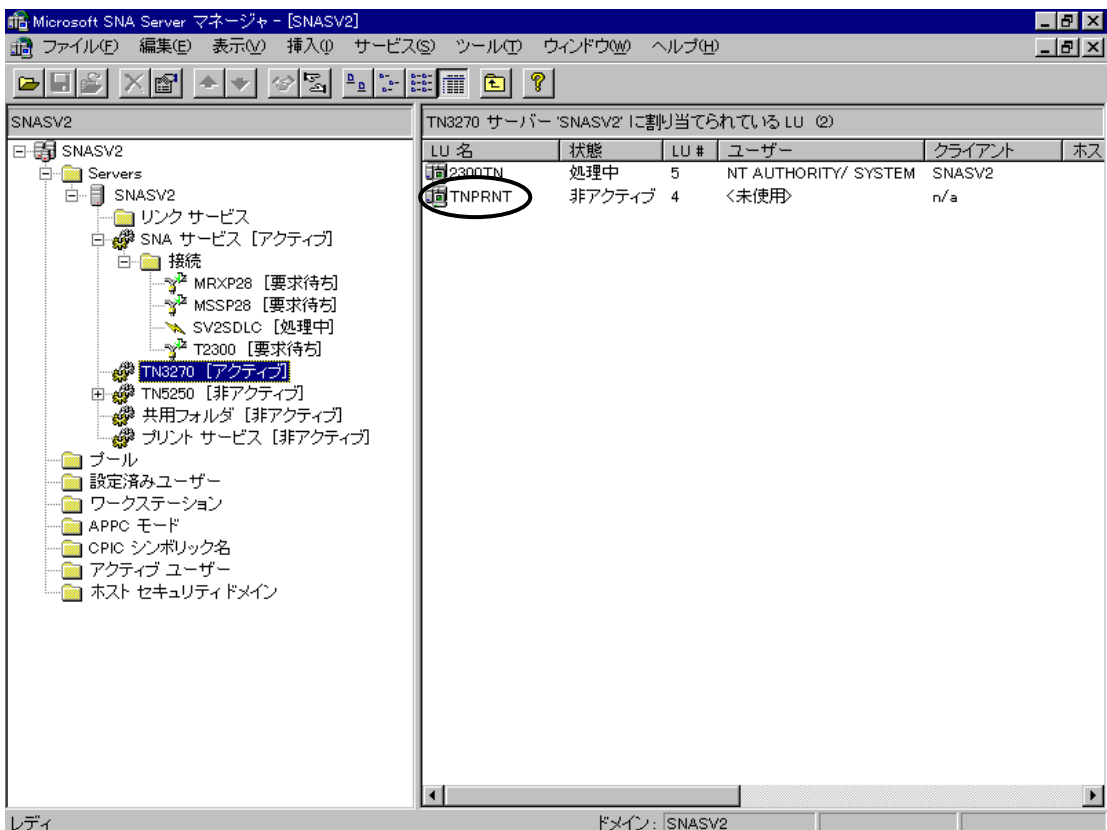 Microsoft SNA Server マネージャ - [SNASV2]
ファイル(F) 編集(E) 表示(V) 挿入(I) サービス(S) ツール(T) ウィンドウ(W) ヘルプ(H)
SNASV2
TN3270 サーバー 'SNASV2' に割り当てられている LU (2)
SNASV2
Servers
SNASV2
リンク サービス
SNA サービス [アクティブ]
接続
MRXP28 [要求待ち]
MSSP28 [要求待ち]
SV2SDLC [処理中]
T2300 [要求待ち]
TN3270 [アクティブ]
TN5250 [非アクティブ]
共用フォルダ [非アクティブ]
プリント サービス [非アクティブ]
プール
設定済みユーザー
ワークステーション
APPC モード
CPIC シンボリック名
アクティブ ユーザー
ホスト セキュリティドメイン
LU 名 状態 LU # ユーザー クライアント ホス
2300TN 処理中 5 NT AUTHORITY/ SYSTEM SNASV2
TNPRNT 非アクティブ 4 <未使用> n/a
レディ ドメイン: SNASV2